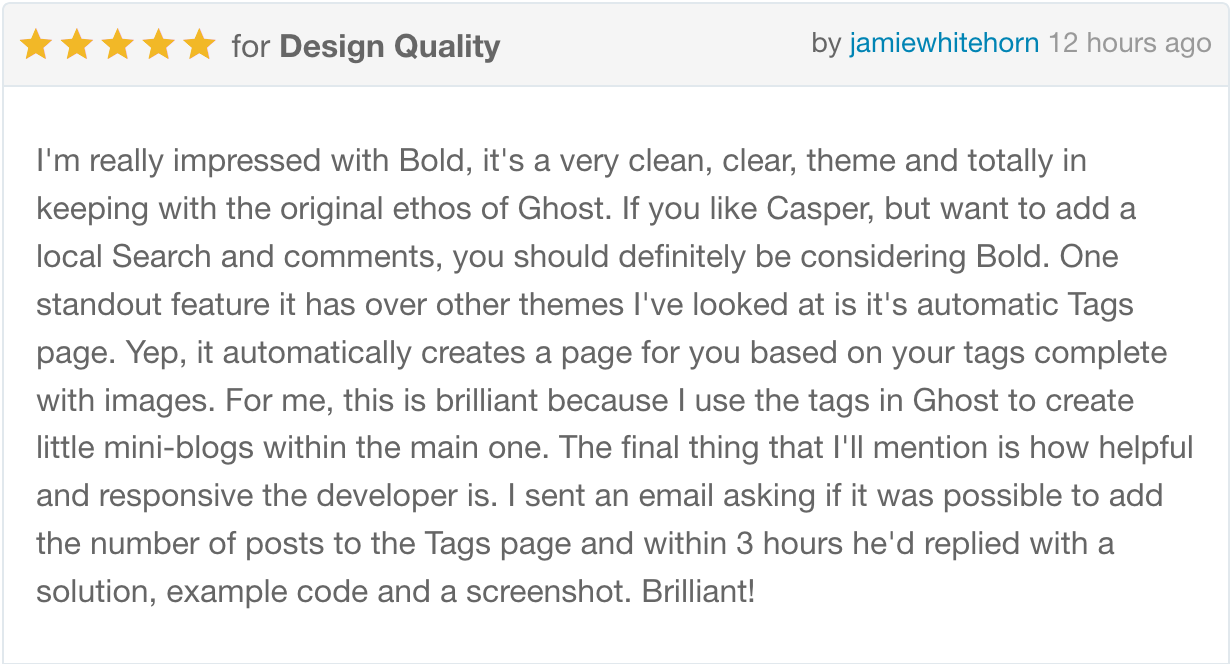 for Design Quality by jamiewhitehorn 12 hours ago
I'm really impressed with Bold, it's a very clean, clear, theme and totally in
keeping with the original ethos of Ghost. If you like Casper, but want to add a
local Search and comments, you should definitely be considering Bold. One
standout feature it has over other themes I've looked at is it's automatic Tags
page. Yep, it automatically creates a page for you based on your tags complete
with images. For me, this is brilliant because I use the tags in Ghost to create
little mini-blogs within the main one. The final thing that I'll mention is how helpful
and responsive the developer is. I sent an email asking if it was possible to add
the number of posts to the Tags page and within 3 hours he'd replied with a
solution, example code and a screenshot. Brilliant!